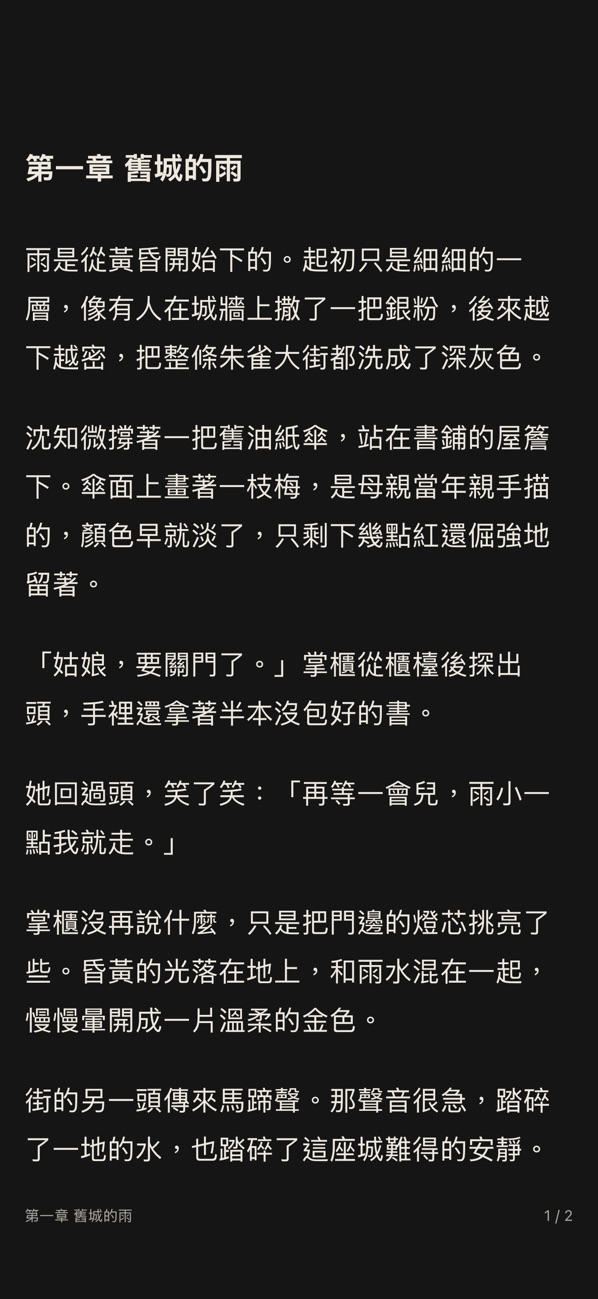 第一章 舊城的雨
雨是從黃昏開始下的。起初只是細細的一
層，像有人在城牆上撒了一把銀粉，後來越
下越密，把整條朱雀大街都洗成了深灰色。
沈知微撐著一把舊油紙傘，站在書鋪的屋簷
下。傘面上畫著一枝梅，是母親當年親手描
的，顏色早就淡了，只剩下幾點紅還倔強地
留著。
「姑娘，要關門了。」掌櫃從櫃檯後探出
頭，手裡還拿著半本沒包好的書。
她回過頭，笑了笑：「再等一會兒，雨小一
點我就走。」
掌櫃沒再說什麼，只是把門邊的燈芯挑亮了
些。昏黃的光落在地上，和雨水混在一起，
慢慢暈開成一片溫柔的金色。
街的另一頭傳來馬蹄聲。那聲音很急，踏碎
了一地的水，也踏碎了這座城難得的安靜。
第一章 舊城的雨
1 / 2